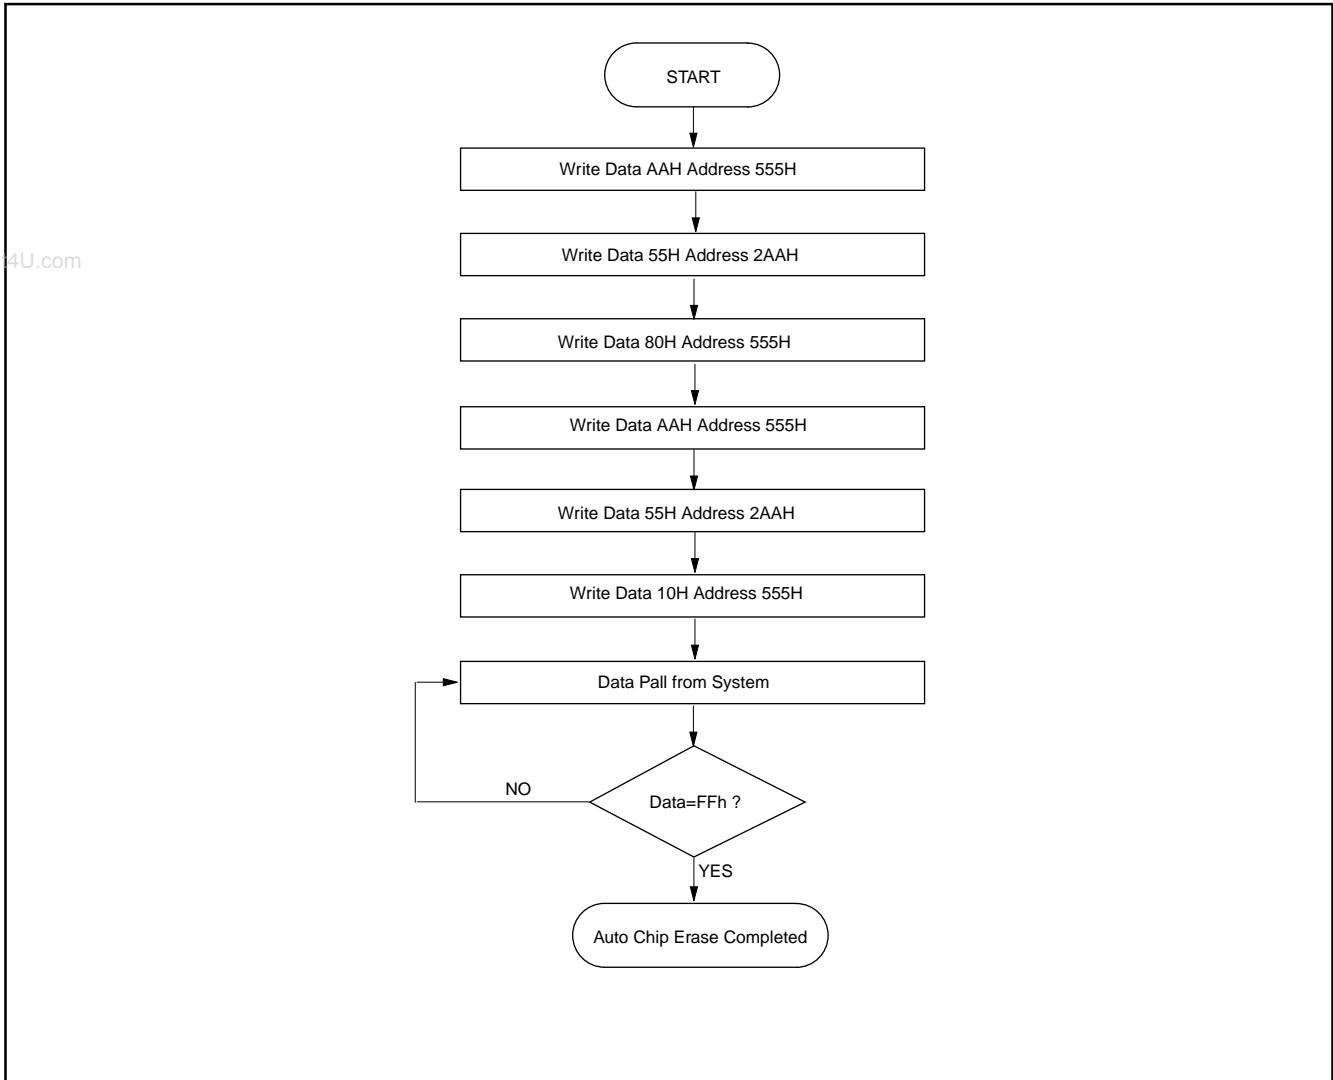 START
Write Data AAH Address 555H
Write Data 55H Address 2AAH
4U.com
Write Data 80H Address 555H
Write Data AAH Address 555H
Write Data 55H Address 2AAH
Write Data 10H Address 555H
Data Pall from System
NO
Data=FFh ?
YES
Auto Chip Erase Completed